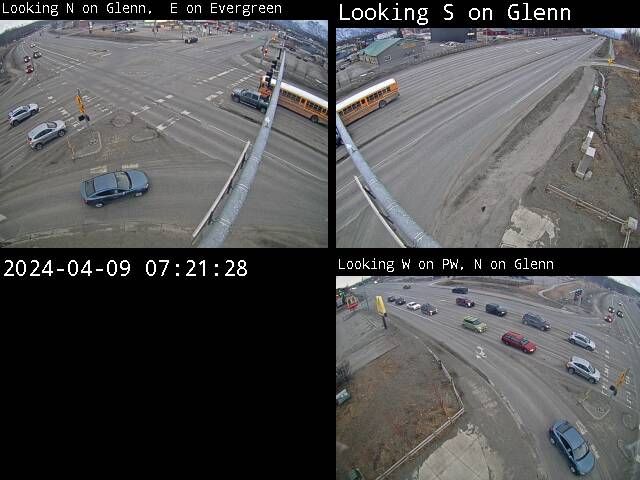 Looking N on Glenn,  E on Evergreen
Looking S on Glenn
2024-04-09 07:21:28
Looking W on PW, N on Glenn